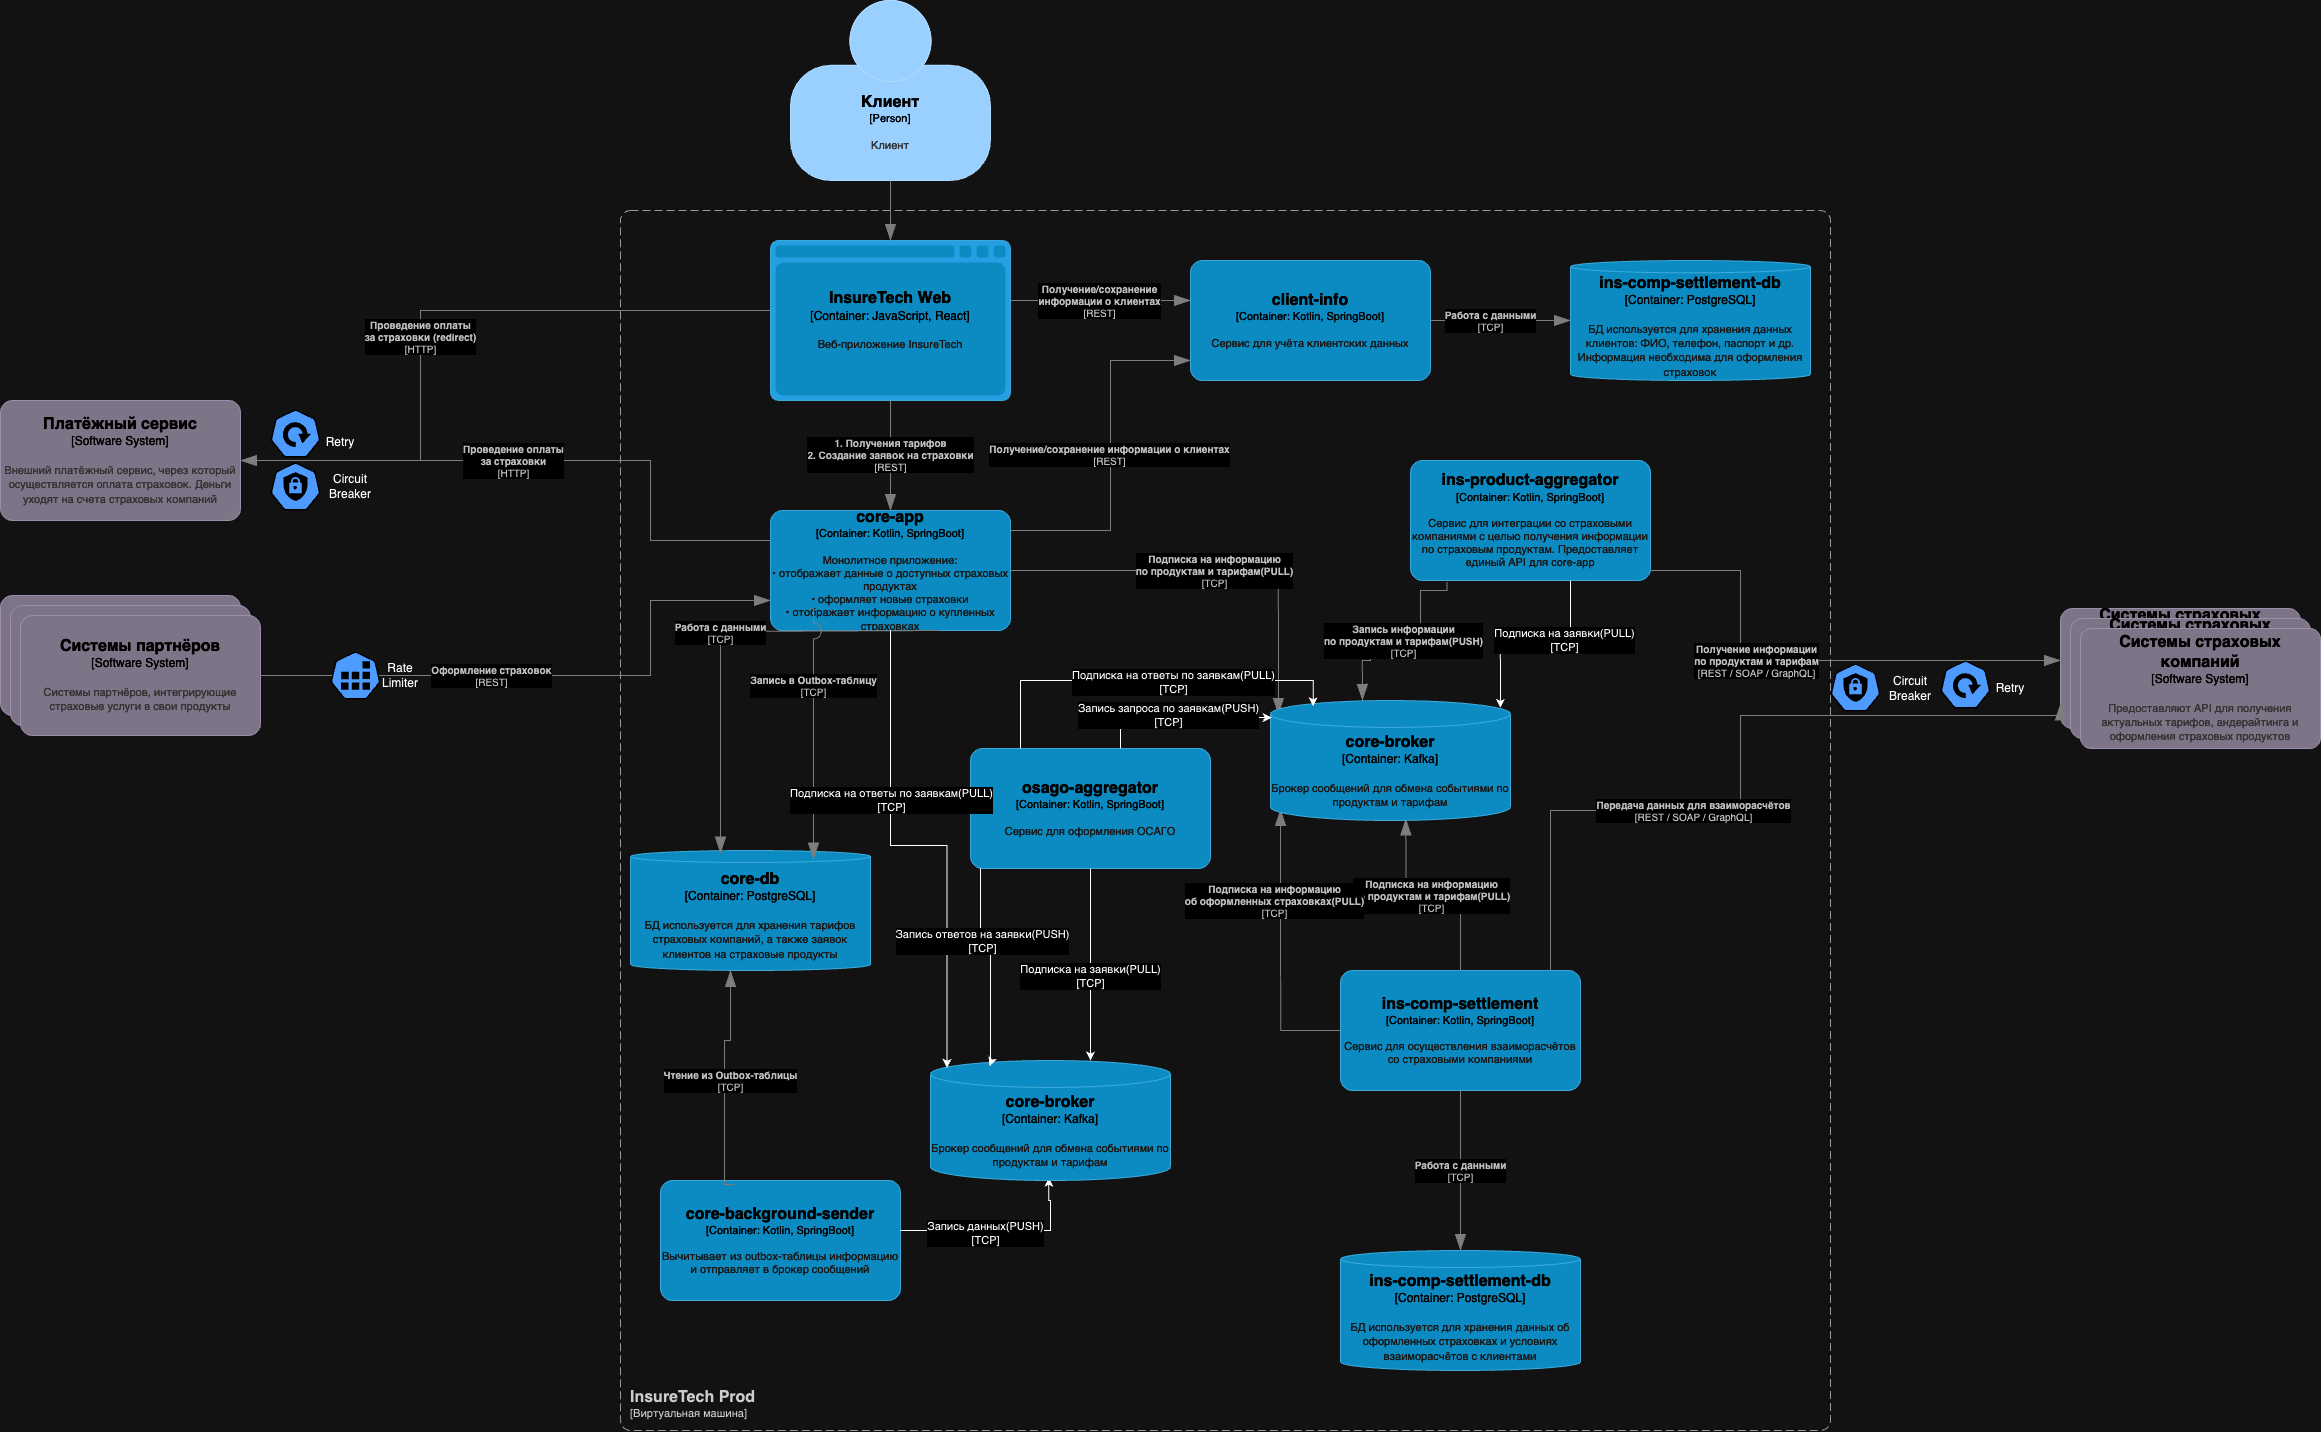 Клиент
[Person]
Клиент
InsureTech Web
[Container: JavaScript, React]
Веб-приложение InsureTech
Получение/сохранение
информации о клиентах
[REST]
client-info
[Container: Kotlin, SpringBoot]
Сервис для учёта клиентских данных
Работа с данными
[TCP]
ins-comp-settlement-db
[Container: PostgreSQL]
БД используется для хранения данных
клиентов: ФИО, телефон, паспорт и др.
Информация необходима для оформления
страховок
Проведение оплаты
за страховки (redirect)
[HTTP]
Платёжный сервис
[Software System]
Внешний платёжный сервис, через который
осуществляется оплата страховок. Деньги
уходят на счета страховых компаний
Retry
Circuit
Breaker
Проведение оплаты
за страховки
[HTTP]
1. Получения тарифов
2. Создание заявок на страховки
[REST]
Получение/сохранение информации о клиентах
[REST]
core-app
[Container: Kotlin, SpringBoot]
Монолитное приложение:
• отображает данные о доступных страховых
продуктах
• оформляет новые страховки
• отображает информацию о купленных
страховках
ins-product-aggregator
[Container: Kotlin, SpringBoot]
Сервис для интеграции со страховыми
компаниями с целью получения информации
по страховым продуктам. Предоставляет
единый API для core-app
Подписка на информацию
по продуктам и тарифам(PULL)
[TCP]
Запись информации
по продуктам и тарифам(PUSH)
[TCP]
Подписка на заявки(PULL)
[TCP]
Получение информации
по продуктам и тарифам
[REST / SOAP / GraphQL]
Системы партнёров
[Software System]
Системы партнёров, интегрирующие
страховые услуги в свои продукты
Rate
Limiter
Оформление страховок
[REST]
Работа с данными
[TCP]
Запись в Outbox-таблицу
[TCP]
Подписка на ответы по заявкам(PULL)
[TCP]
Запись запроса по заявкам(PUSH)
[TCP]
Circuit
Breaker
Retry
Системы страховых
Системы страховых
Системы страховых
компаний
[Software System]
Предоставляют API для получения
актуальных тарифов, андерайтинга и
оформления страховых продуктов
core-broker
[Container: Kafka]
Брокер сообщений для обмена событиями по
продуктам и тарифам
osago-aggregator
[Container: Kotlin, SpringBoot]
Сервис для оформления ОСАГО
Подписка на ответы по заявкам(PULL)
[TCP]
Передача данных для взаиморасчётов
[REST / SOAP / GraphQL]
core-db
[Container: PostgreSQL]
БД используется для хранения тарифов
страховых компаний, а также заявок
клиентов на страховые продукты
Подписка на информацию
об оформленных страховках(PULL)
[TCP]
Подписка на информацию
продуктам и тарифам(PULL)
[TCP]
Запись ответов на заявки(PUSH)
[TCP]
Подписка на заявки(PULL)
[TCP]
ins-comp-settlement
[Container: Kotlin, SpringBoot]
Сервис для осуществления взаиморасчётов
со страховыми компаниями
Чтение из Outbox-таблицы
[TCP]
core-broker
[Container: Kafka]
Брокер сообщений для обмена событиями по
продуктам и тарифам
core-background-sender
[Container: Kotlin, SpringBoot]
Вычитывает из outbox-таблицы информацию
и отправляет в брокер сообщений
Запись данных(PUSH)
[TCP]
Работа с данными
[TCP]
ins-comp-settlement-db
[Container: PostgreSQL]
БД используется для хранения данных об
оформленных страховках и условиях
взаиморасчётов с клиентами
InsureTech Prod
[Виртуальная машина]